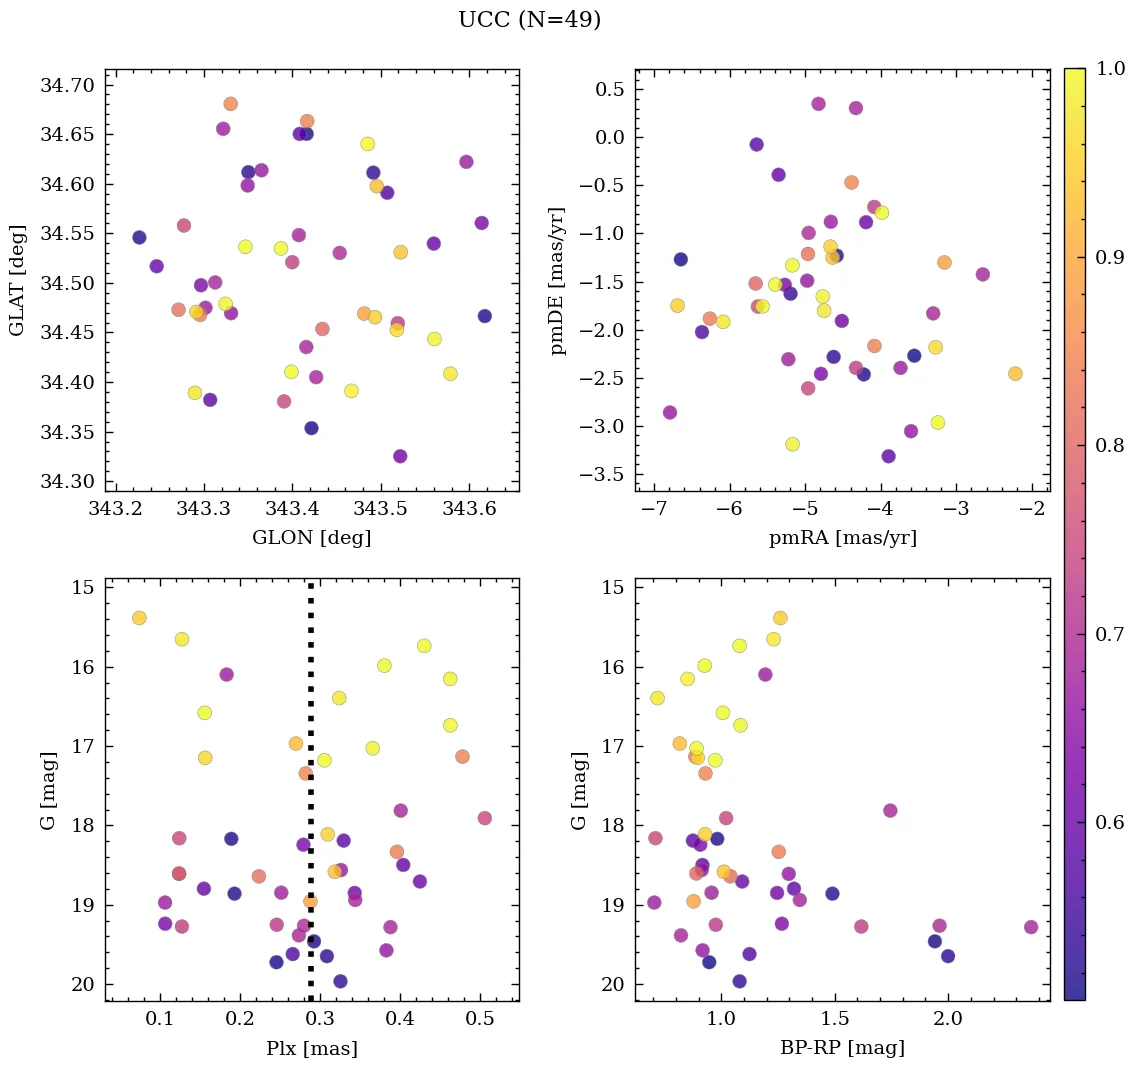 UCC (N=49)
34.70
34.65
34.60
34.55
34.50
34.45
34.40
34.35
34.30
GLAT [deg]
343.2 343.3 343.4 343.5 343.6
GLON [deg]
0.5
0.0
−0.5
−1.0
−1.5
−2.0
−2.5
−3.0
−3.5
pmDE [mas/yr]
−7 −6 −5 −4 −3 −2
pmRA [mas/yr]
15
16
17
18
19
20
G [mag]
0.1 0.2 0.3 0.4 0.5
Plx [mas]
15
16
17
18
19
20
G [mag]
1.0 1.5 2.0
BP-RP [mag]
1.0
0.9
0.8
0.7
0.6